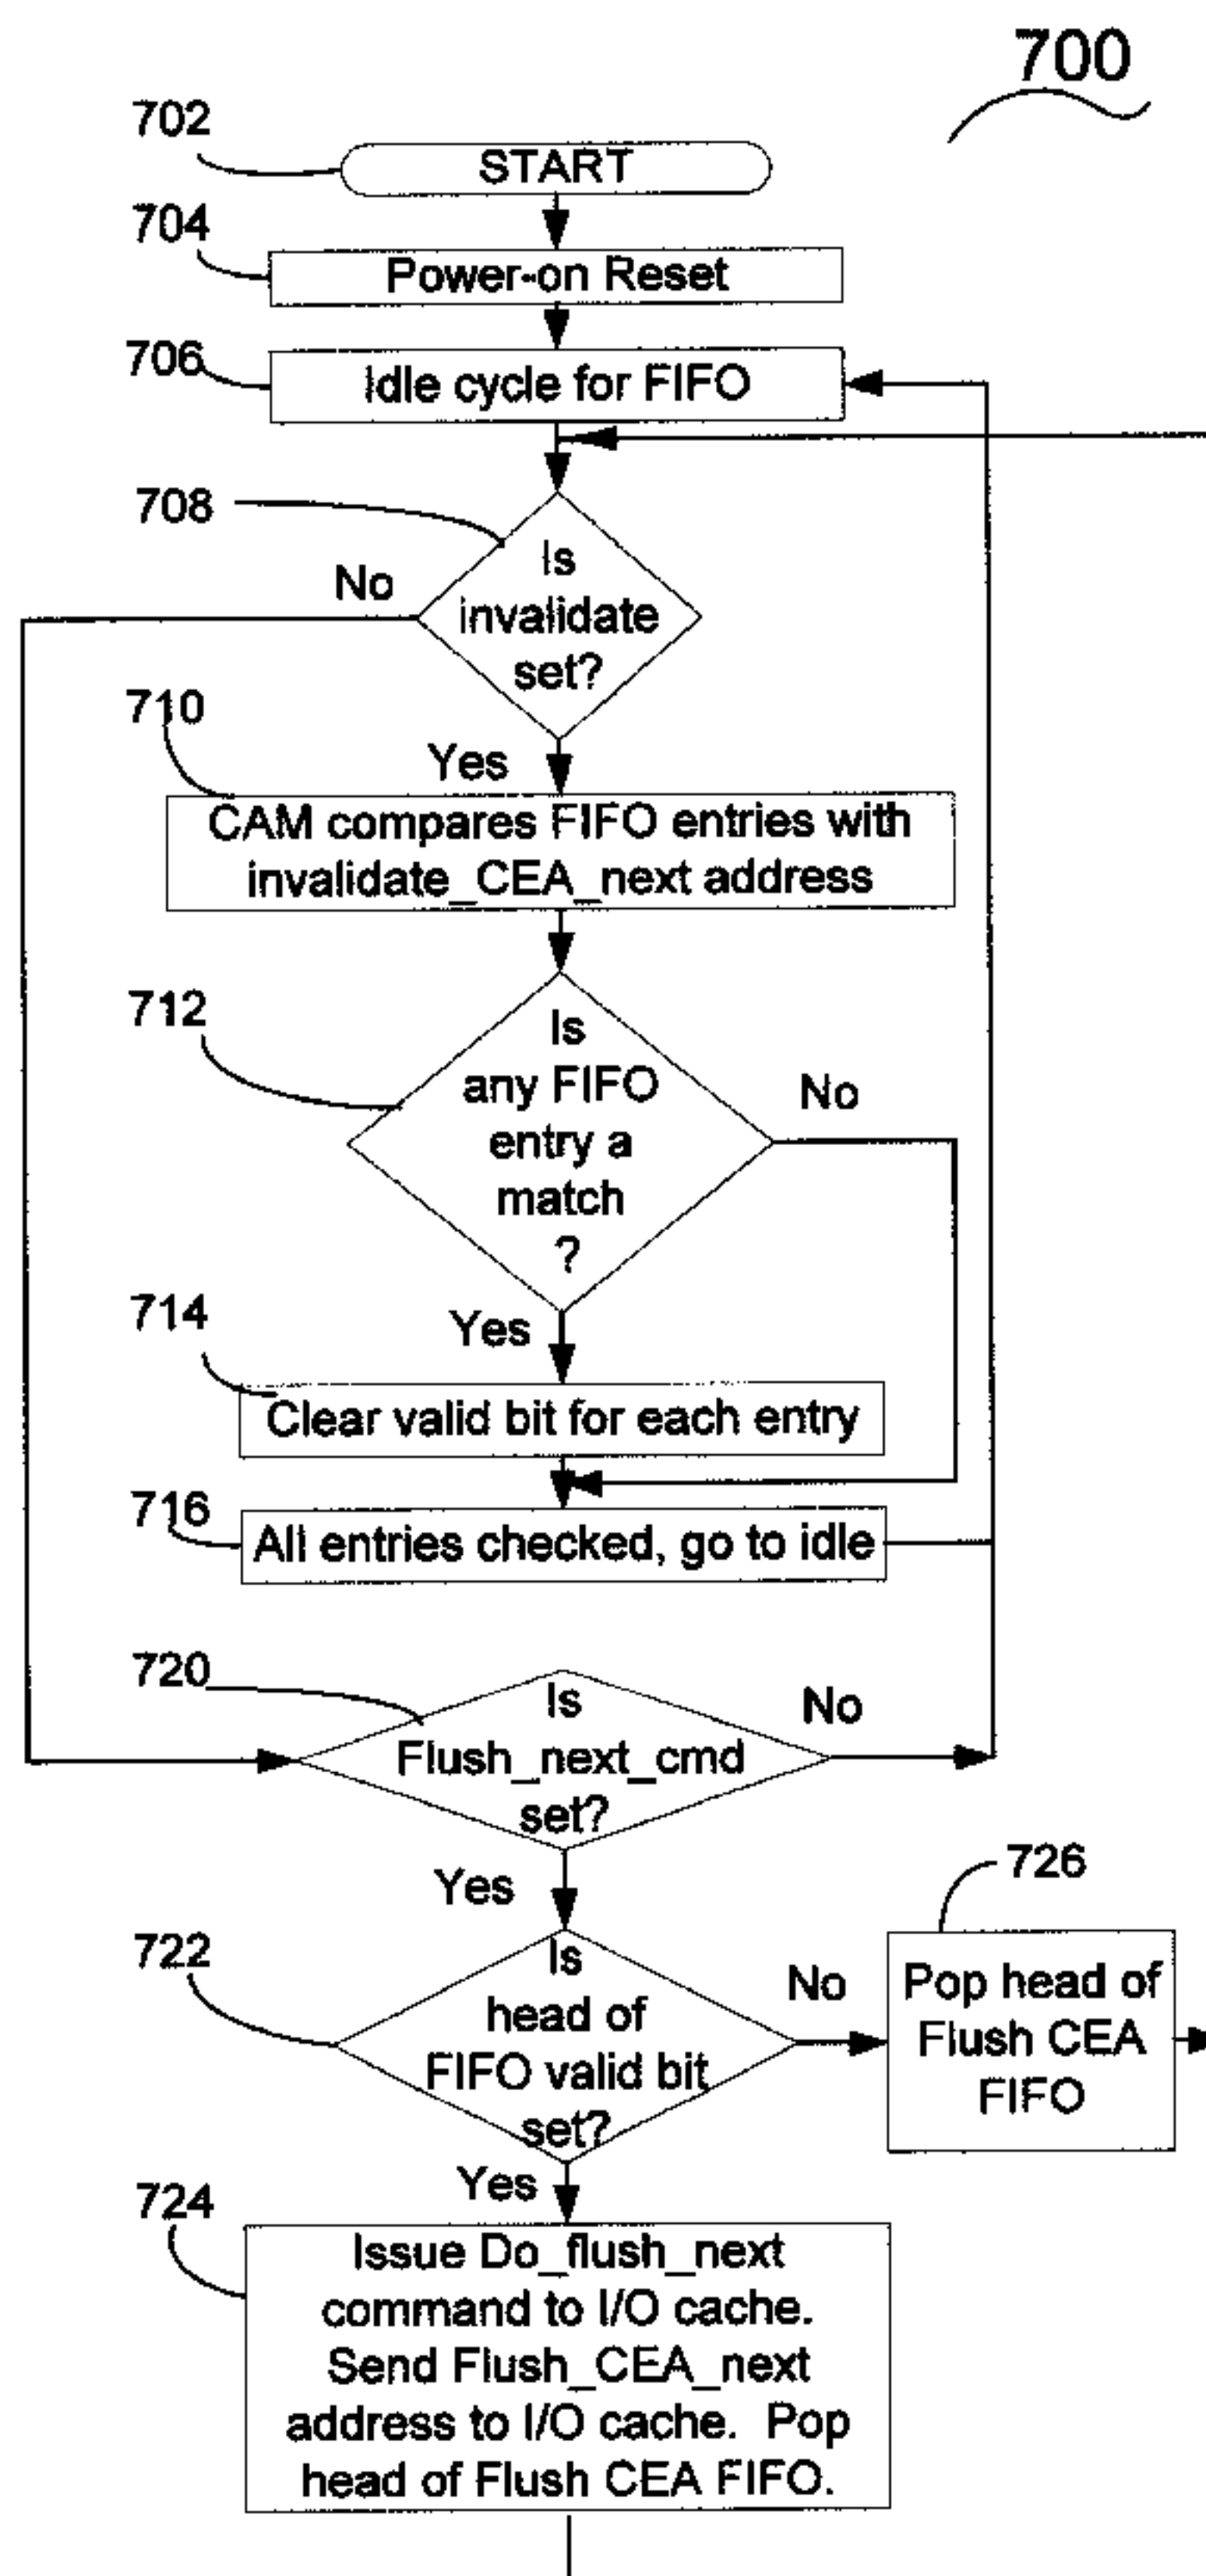 700
702
START
704
Power-on Reset
706
Idle cycle for FIFO
708
Is
invalidate
set?
No
Yes
710
CAM compares FIFO entries with
invalidate_CEA_next address
712
Is
any FIFO
entry a
match
?
No
Yes
714
Clear valid bit for each entry
716
All entries checked, go to idle
720
Is
Flush_next_cmd
set?
No
Yes
722
Is
head of
FIFO valid bit
set?
No
726
Pop head of
Flush CEA
FIFO
Yes
724
Issue Do_flush_next
command to I/O cache.
Send Flush_CEA_next
address to I/O cache. Pop
head of Flush CEA FIFO.